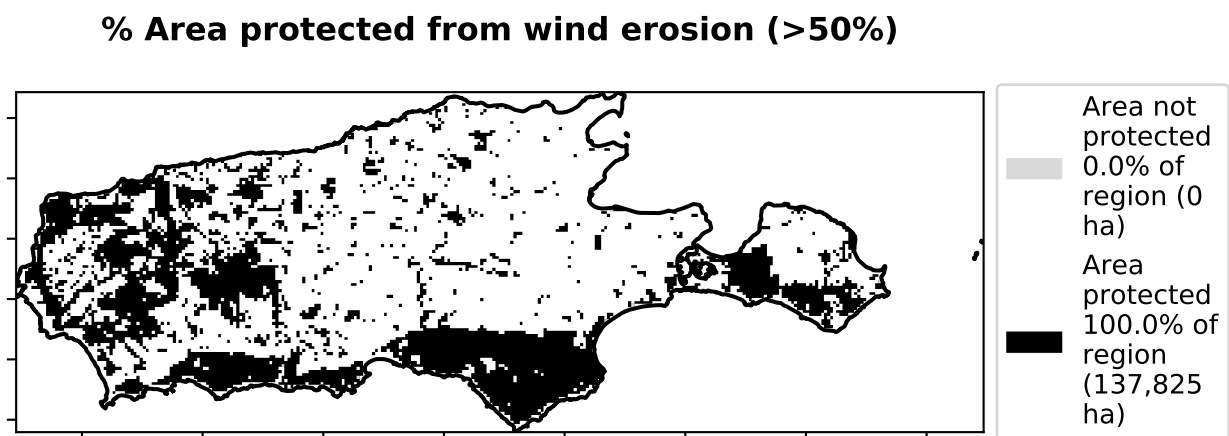 % Area protected from wind erosion (>50%)
Area not
protected
0.0% of
region (0
ha)
Area
protected
100.0% of
region
(137,825
ha)